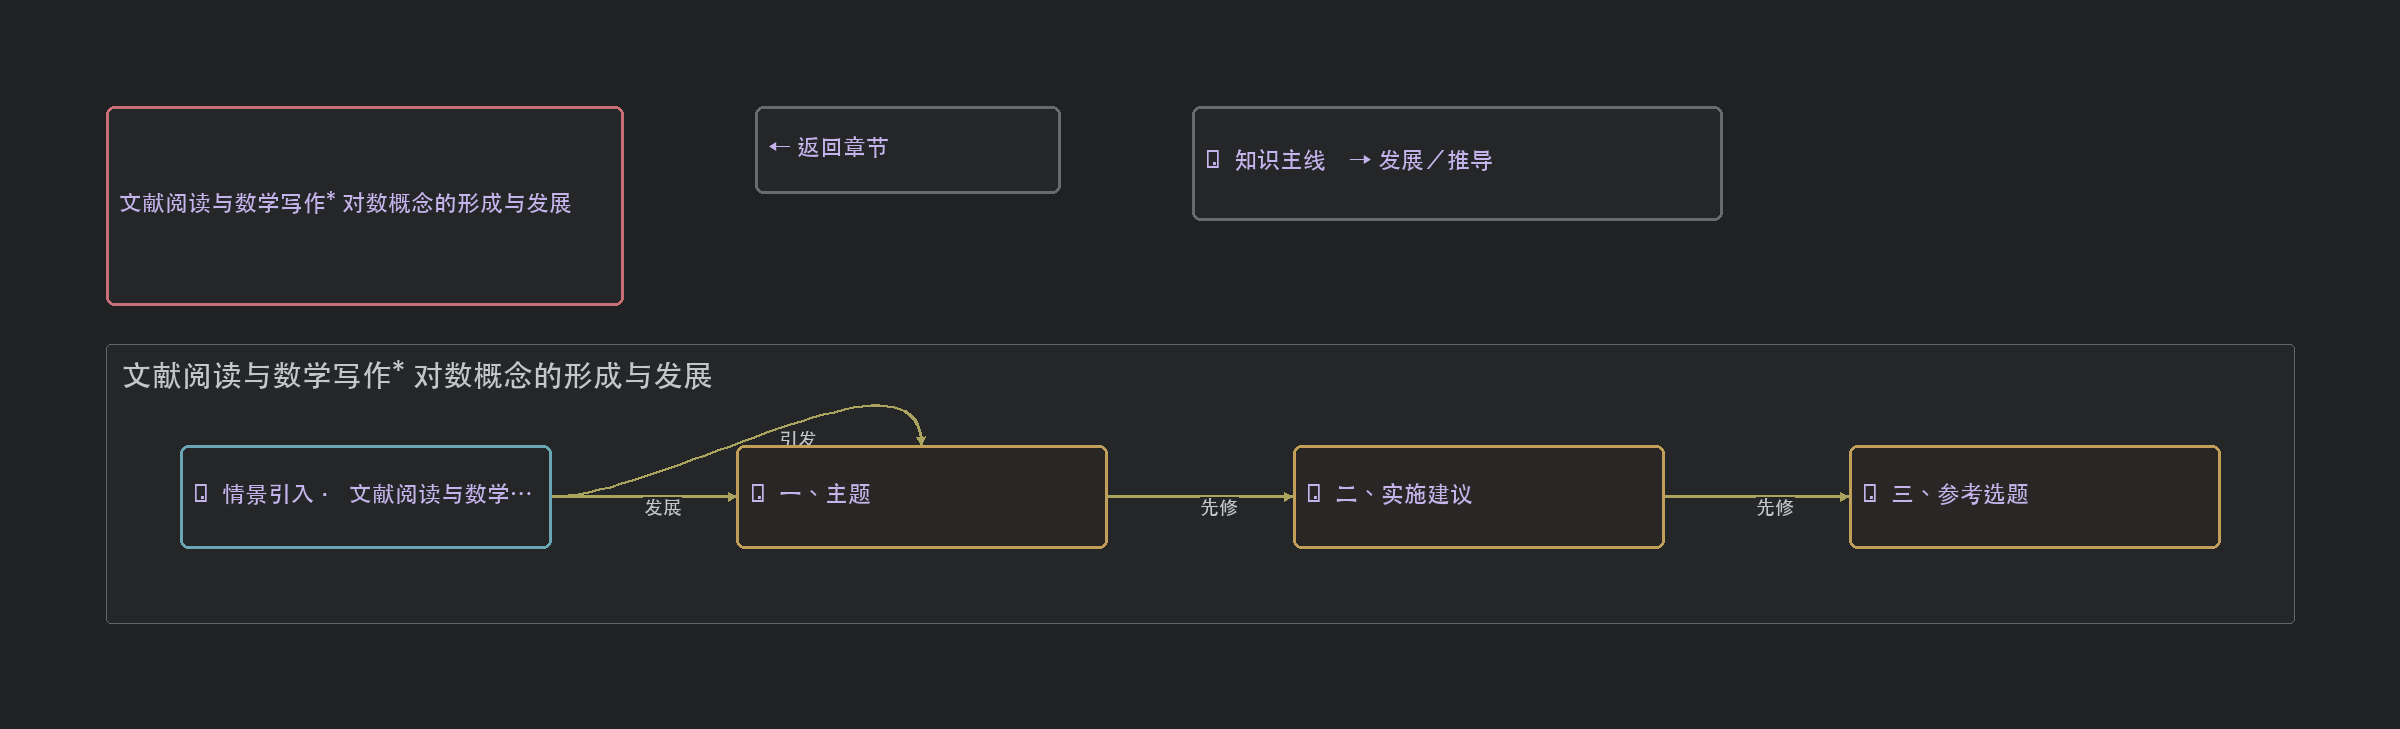 文献阅读与数学写作* 对数概念的形成与发展
← 返回章节
知识主线 → 发展／推导
文献阅读与数学写作* 对数概念的形成与发展
引发
情景引入· 文献阅读与数学…
发展
一、主题
先修
二、实施建议
先修
三、参考选题